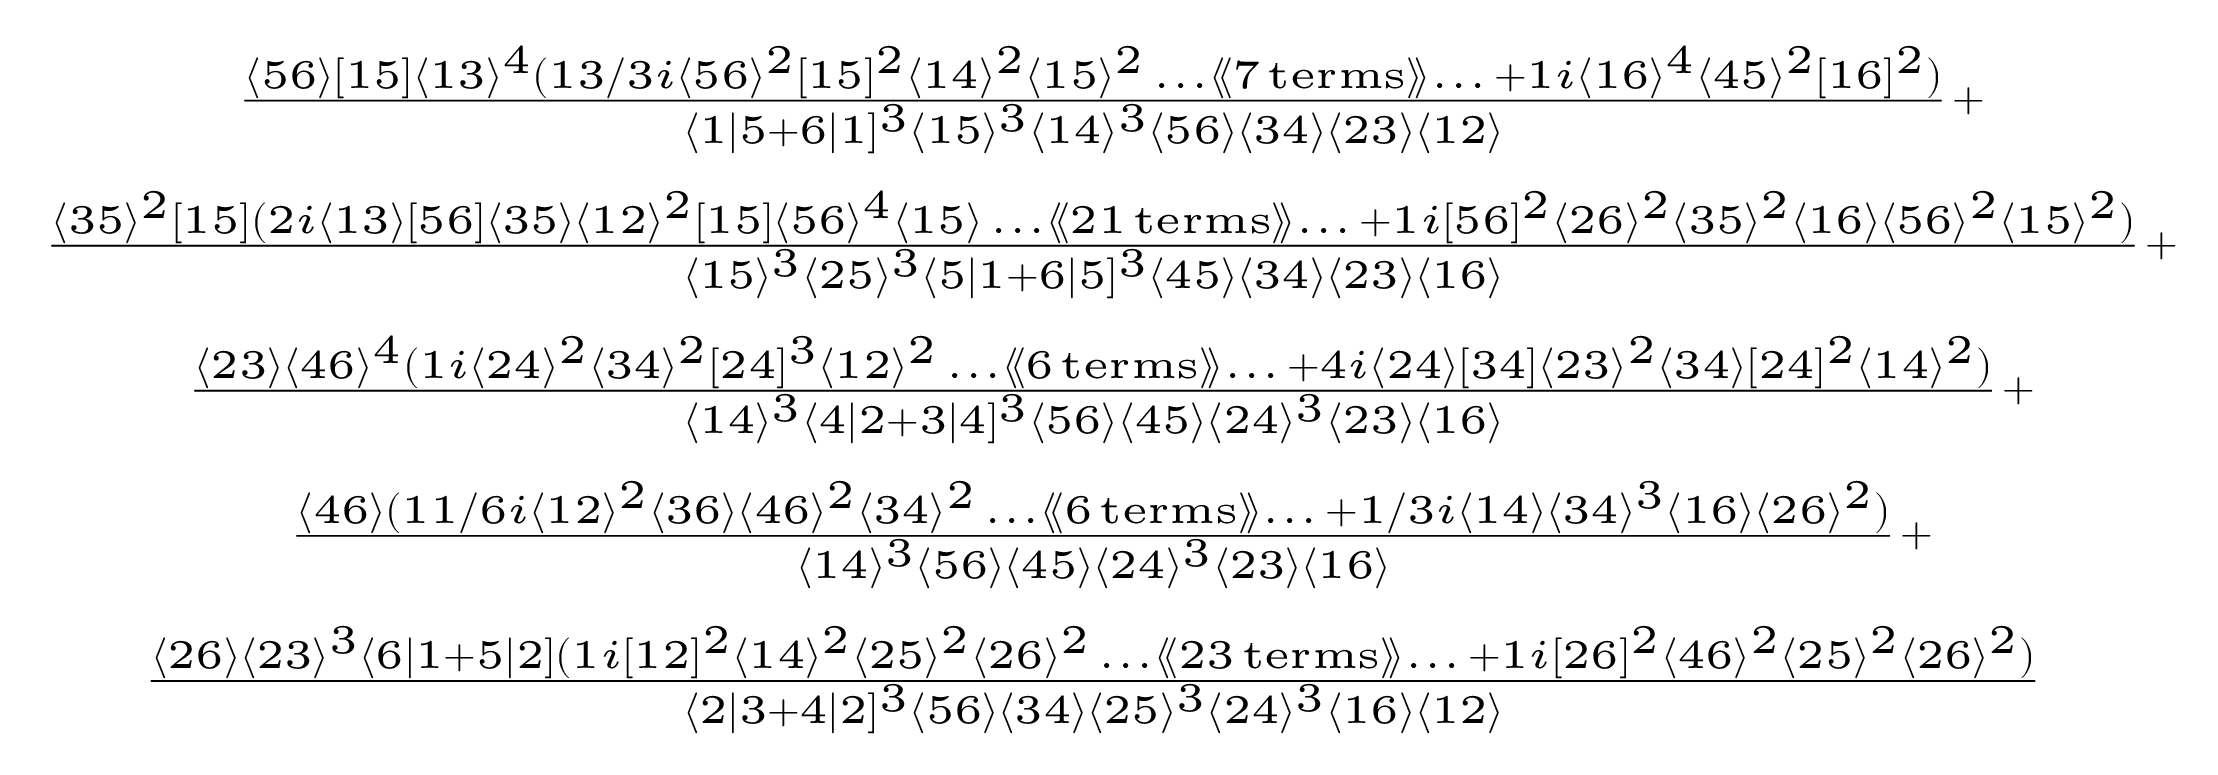 ⟨56⟩[15]⟨13⟩⁴(13/3i⟨56⟩²[15]²⟨14⟩²⟨15⟩² …⟪7 terms⟫… +1i⟨16⟩⁴⟨45⟩²[16]²) +
⟨1|5+6|1]³⟨15⟩³⟨14⟩³⟨56⟩⟨34⟩⟨23⟩⟨12⟩
⟨35⟩²[15](2i⟨13⟩[56]⟨35⟩⟨12⟩²[15]⟨56⟩⁴⟨15⟩ …⟪21 terms⟫… +1i[56]²⟨26⟩²⟨35⟩²⟨16⟩⟨56⟩²⟨15⟩²) +
⟨15⟩³⟨25⟩³⟨5|1+6|5]³⟨45⟩⟨34⟩⟨23⟩⟨16⟩
⟨23⟩⟨46⟩⁴(1i⟨24⟩²⟨34⟩²[24]³⟨12⟩² …⟪6 terms⟫… +4i⟨24⟩[34]⟨23⟩²⟨34⟩[24]²⟨14⟩²) +
⟨14⟩³⟨4|2+3|4]³⟨56⟩⟨45⟩⟨24⟩³⟨23⟩⟨16⟩
⟨46⟩(11/6i⟨12⟩²⟨36⟩⟨46⟩²⟨34⟩² …⟪6 terms⟫… +1/3i⟨14⟩⟨34⟩³⟨16⟩⟨26⟩²) +
⟨14⟩³⟨56⟩⟨45⟩⟨24⟩³⟨23⟩⟨16⟩
⟨26⟩⟨23⟩³⟨6|1+5|2](1i[12]²⟨14⟩²⟨25⟩²⟨26⟩² …⟪23 terms⟫… +1i[26]²⟨46⟩²⟨25⟩²⟨26⟩²)
⟨2|3+4|2]³⟨56⟩⟨34⟩⟨25⟩³⟨24⟩³⟨16⟩⟨12⟩